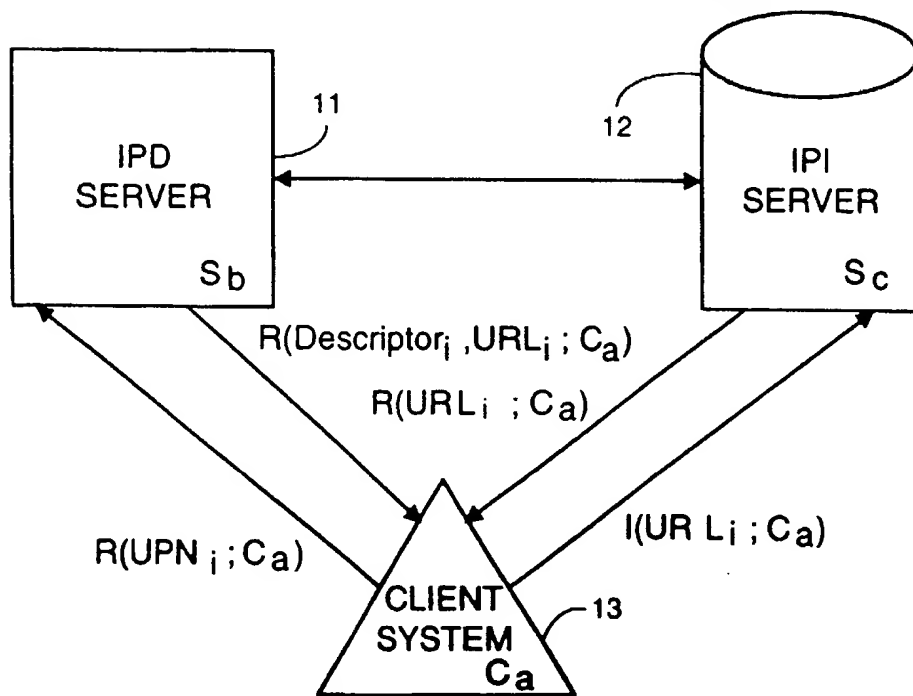 11
12
IPD
SERVER
Sb
IPI
SERVER
Sc
R(Descriptori ,URLi ; Ca)
R(URLi ; Ca)
R(UPN i ; Ca)
I(UR Li ; Ca)
CLIENT
SYSTEM
Ca
13